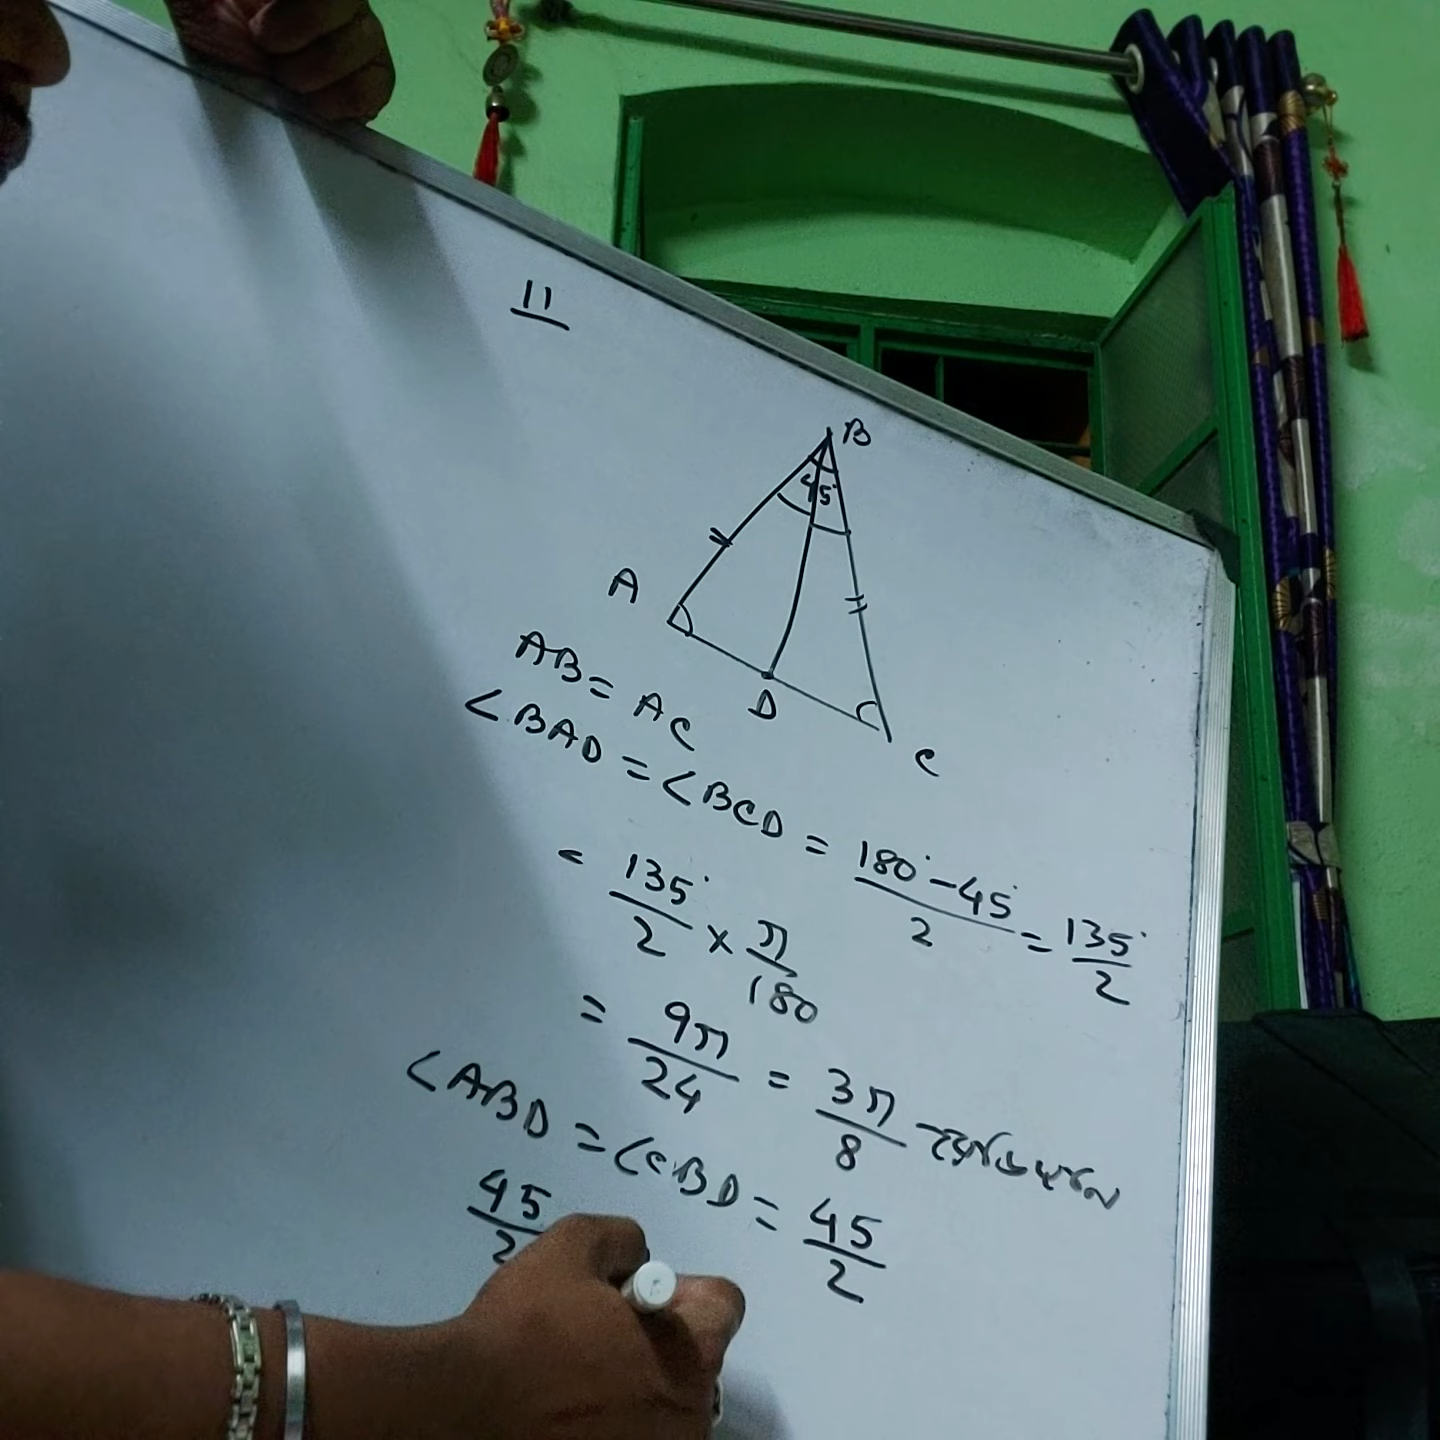 11
B
45°
A
D
C
AB = AC
∠BAD = ∠BCD = (180° - 45°)/2 = 135°/2
= 135°/2 × π/180
= 9π/24 = 3π/8
∠ABD = ∠CBD = 45/2
45/2